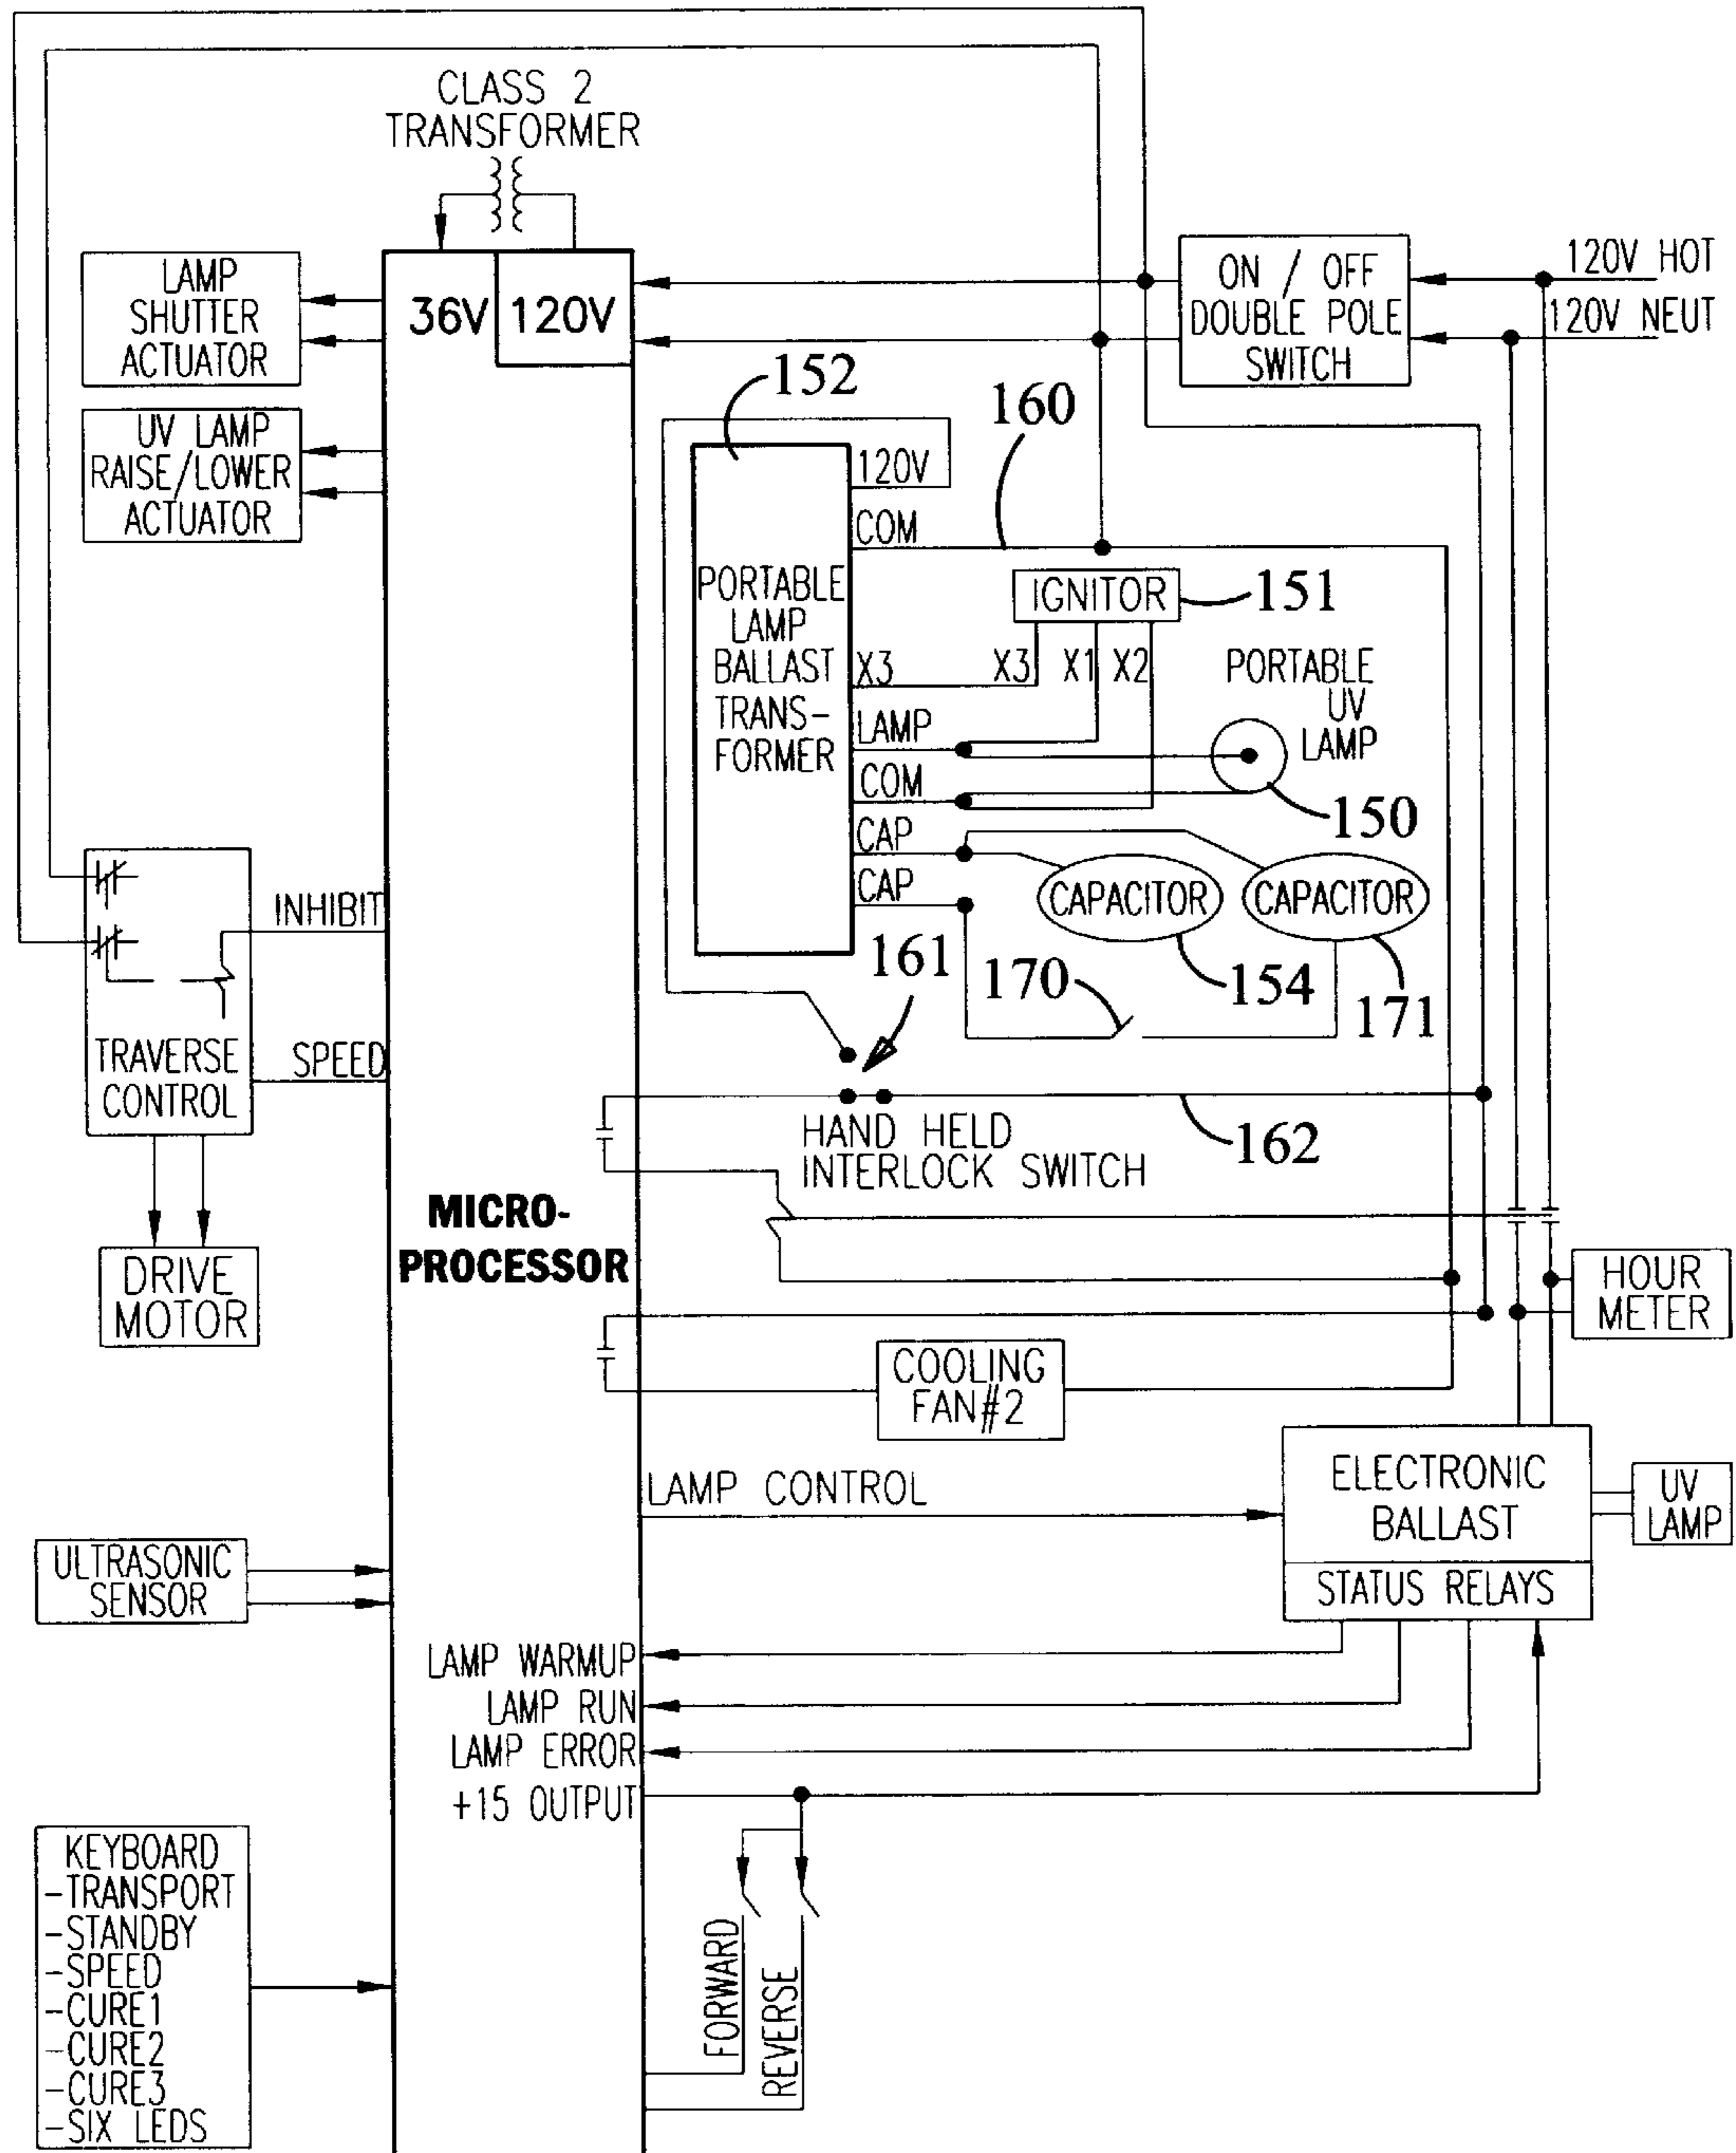 CLASS 2
TRANSFORMER
LAMP
SHUTTER
ACTUATOR
36V
120V
ON / OFF
DOUBLE POLE
SWITCH
120V HOT
120V NEUT
UV LAMP
RAISE/LOWER
ACTUATOR
152
160
120V
COM
PORTABLE
LAMP
BALLAST
TRANS-
FORMER
X3
LAMP
COM
CAP
CAP
IGNITOR
151
X3
X1
X2
PORTABLE
UV
LAMP
150
CAPACITOR
CAPACITOR
154
171
161
170
INHIBIT
SPEED
TRAVERSE
CONTROL
DRIVE
MOTOR
HAND HELD
INTERLOCK SWITCH
162
MICRO-
PROCESSOR
HOUR
METER
COOLING
FAN#2
LAMP CONTROL
ELECTRONIC
BALLAST
STATUS RELAYS
UV
LAMP
ULTRASONIC
SENSOR
LAMP WARMUP
LAMP RUN
LAMP ERROR
+15 OUTPUT
KEYBOARD
-TRANSPORT
-STANDBY
-SPEED
-CURE1
-CURE2
-CURE3
-SIX LEDS
FORWARD
REVERSE